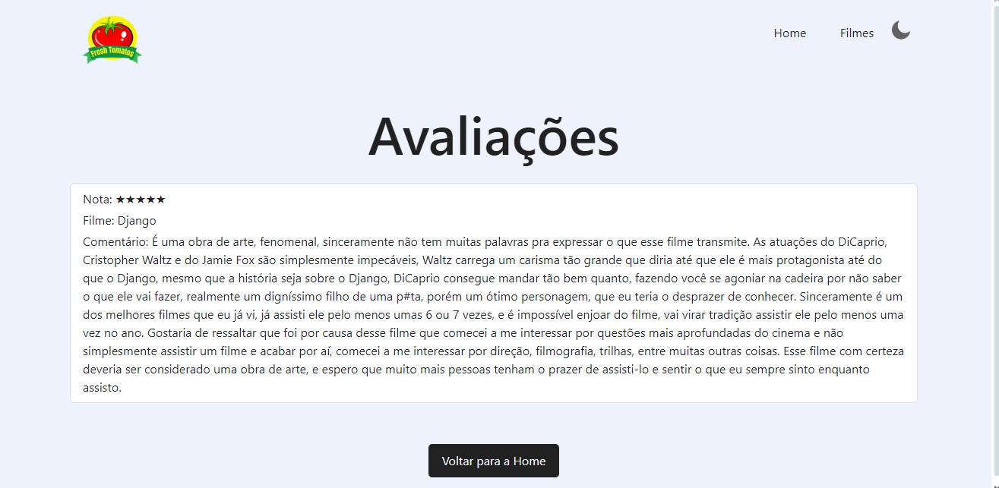 Fresh Tomatos
Home
Filmes
Avaliações
Nota: ★★★★★
Filme: Django
Comentário: É uma obra de arte, fenomenal, sinceramente não tem muitas palavras pra expressar o que esse filme transmite. As atuações do DiCaprio,
Cristopher Waltz e do Jamie Fox são simplesmente impecáveis, Waltz carrega um carisma tão grande que diria até que ele é mais protagonista até do
que o Django, mesmo que a história seja sobre o Django, DiCaprio consegue mandar tão bem quanto, fazendo você se agoniar na cadeira por não saber
o que ele vai fazer, realmente um digníssimo filho de uma p#ta, porém um ótimo personagem, que eu teria o desprazer de conhecer. Sinceramente é um
dos melhores filmes que eu já vi, já assisti ele pelo menos umas 6 ou 7 vezes, e é impossível enjoar do filme, vai virar tradição assistir ele pelo menos uma
vez no ano. Gostaria de ressaltar que foi por causa desse filme que comecei a me interessar por questões mais aprofundadas do cinema e não
simplesmente assistir um filme e acabar por aí, comecei a me interessar por direção, filmografia, trilhas, entre muitas outras coisas. Esse filme com certeza
deveria ser considerado uma obra de arte, e espero que muito mais pessoas tenham o prazer de assisti-lo e sentir o que eu sempre sinto enquanto
assisto.
Voltar para a Home